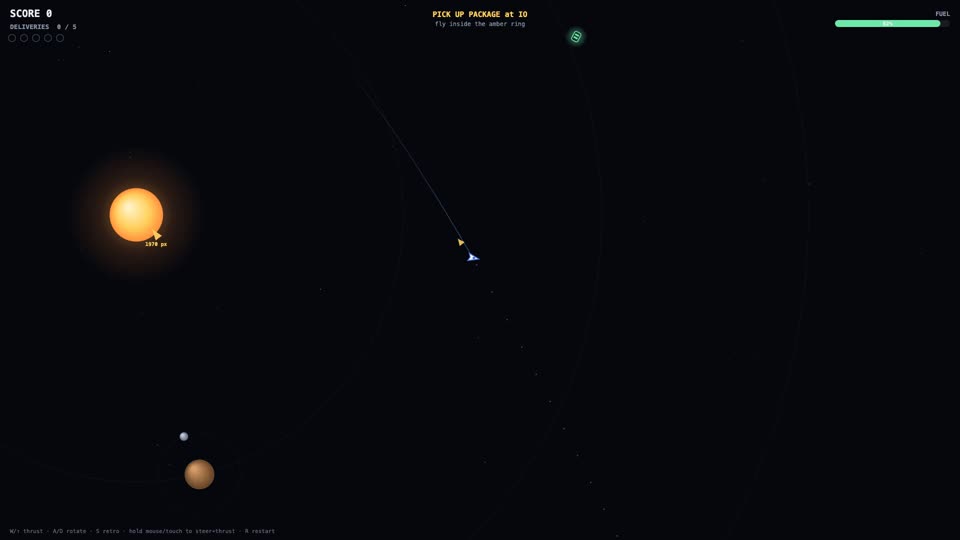 SCORE 0
DELIVERIES 0 / 5
PICK UP PACKAGE at IO
fly inside the amber ring
FUEL
92%
1970 px
W/↑ thrust · A/D rotate · S retro · hold mouse/touch to steer+thrust · R restart